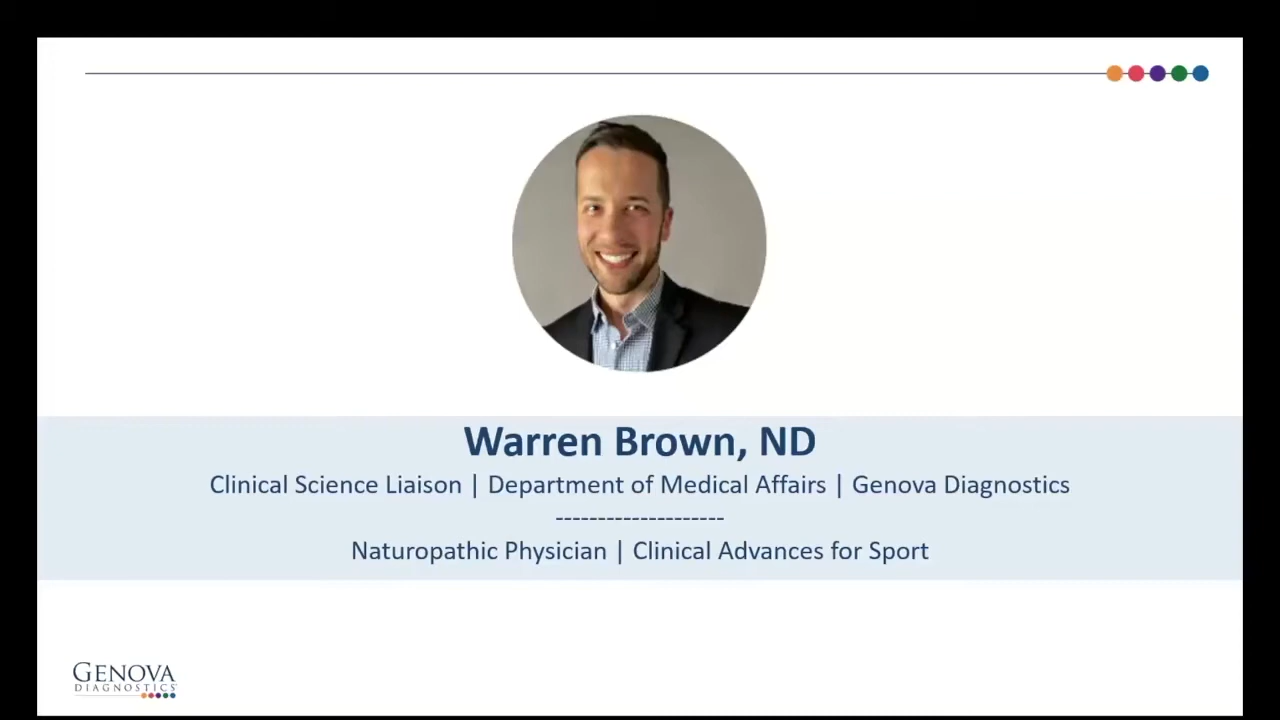 Warren Brown, ND
Clinical Science Liaison | Department of Medical Affairs | Genova Diagnostics
--------------------
Naturopathic Physician | Clinical Advances for Sport
GENOVA
DIAGNOSTICS